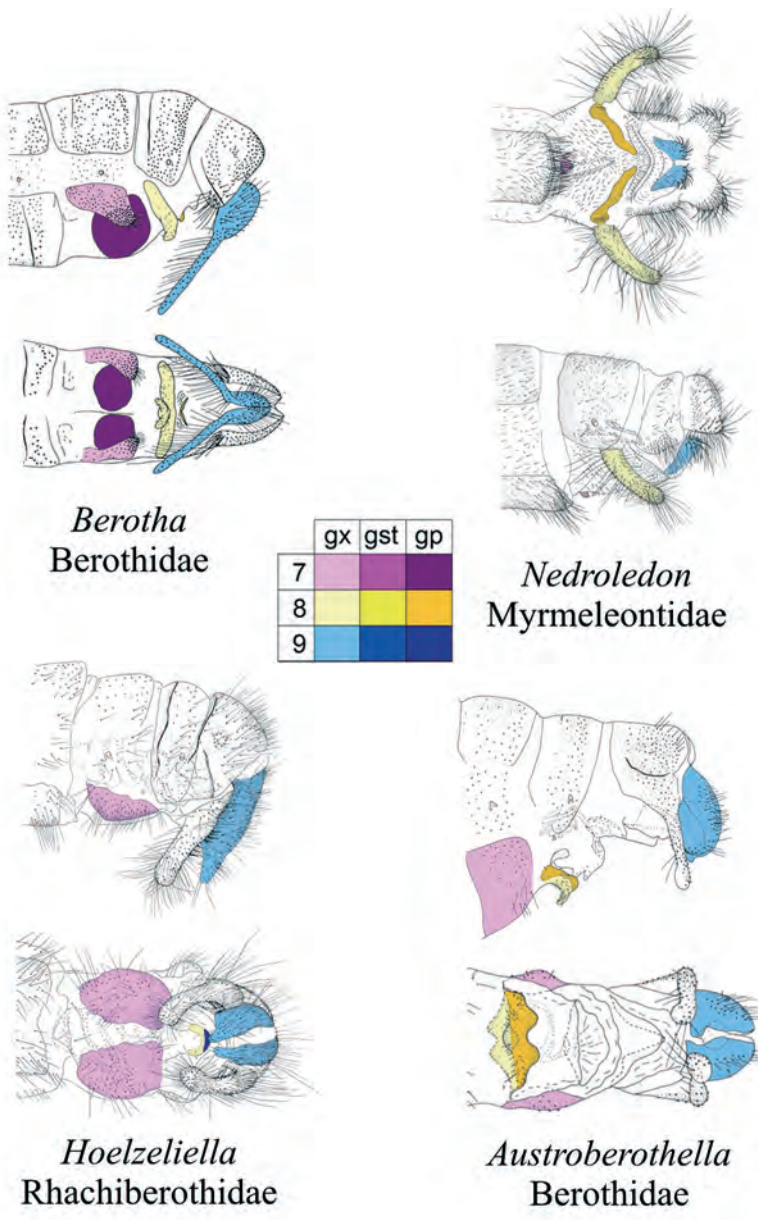 Berotha
Berothidae
Nedroledon
Myrmeleontidae
gx gst gp
7
8
9
Hoelzeliella
Rhachiberothidae
Austroberothella
Berothidae